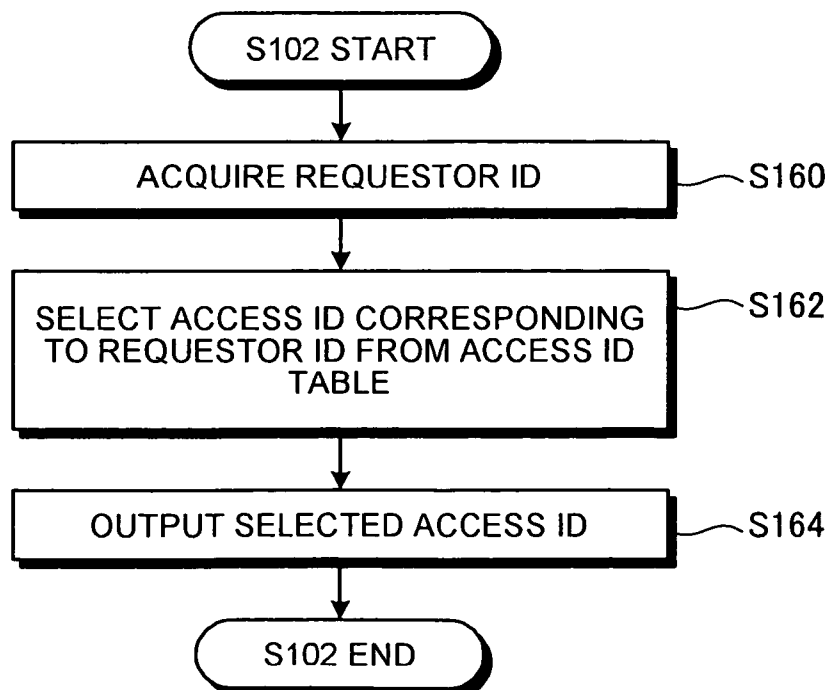 S102 START
ACQUIRE REQUESTOR ID
S160
SELECT ACCESS ID CORRESPONDING
TO REQUESTOR ID FROM ACCESS ID
TABLE
S162
OUTPUT SELECTED ACCESS ID
S164
S102 END